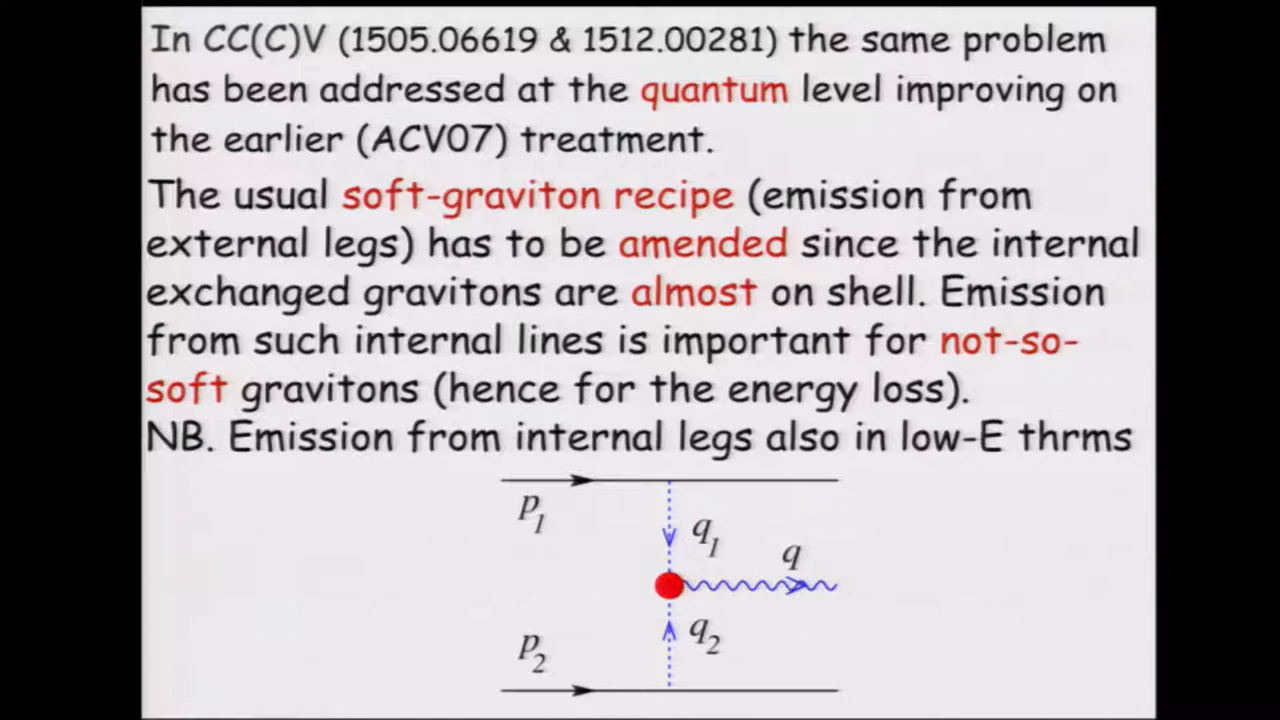 In CC(C)V (1505.06619 & 1512.00281) the same problem
has been addressed at the quantum level improving on
the earlier (ACV07) treatment.
The usual soft-graviton recipe (emission from
external legs) has to be amended since the internal
exchanged gravitons are almost on shell. Emission
from such internal lines is important for not-so-
soft gravitons (hence for the energy loss).
NB. Emission from internal legs also in low-E thrms
p1
q1
q
p2
q2